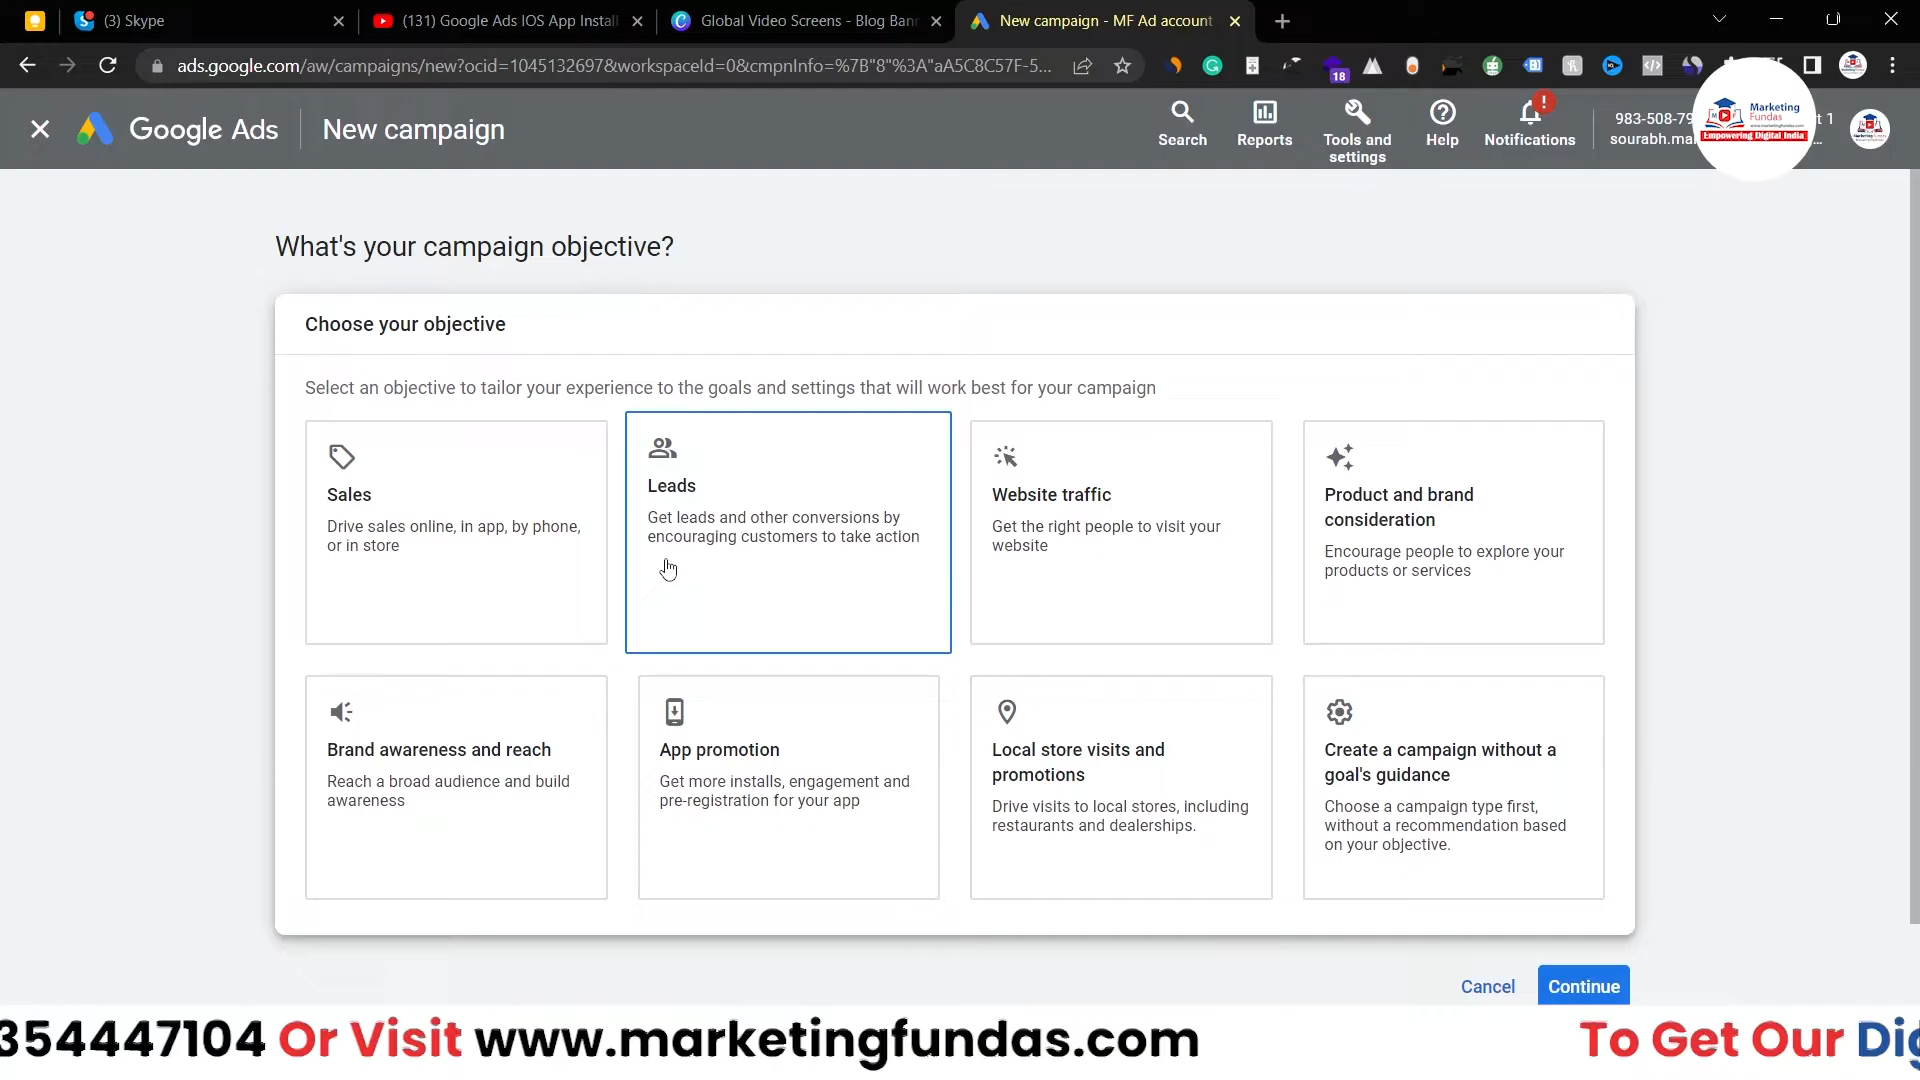 (3) Skype
(131) Google Ads IOS App Install
Global Video Screens - Blog Bann
New campaign - MF Ad account
ads.google.com/aw/campaigns/new?ocid=1045132697&workspaceId=0&cmpnInfo=%7B"8"%3A"aA5C8C57F-5...
18
Google Ads
New campaign
Search
Reports
Tools and settings
Help
Notifications
983-508-79
t 1
sourabh.mal
...
Marketing
Fundas
www.marketingfundas.com
Empowering Digital India
What's your campaign objective?
Choose your objective
Select an objective to tailor your experience to the goals and settings that will work best for your campaign
Sales
Drive sales online, in app, by phone,
or in store
Leads
Get leads and other conversions by
encouraging customers to take action
Website traffic
Get the right people to visit your
website
Product and brand
consideration
Encourage people to explore your
products or services
Brand awareness and reach
Reach a broad audience and build
awareness
App promotion
Get more installs, engagement and
pre-registration for your app
Local store visits and
promotions
Drive visits to local stores, including
restaurants and dealerships.
Create a campaign without a
goal's guidance
Choose a campaign type first,
without a recommendation based
on your objective.
Cancel
Continue
354447104 Or Visit www.marketingfundas.com To Get Our Dig